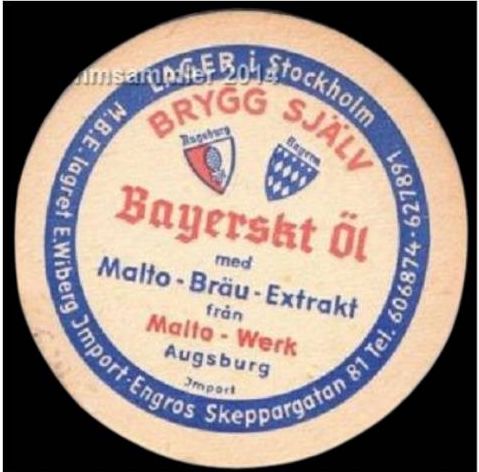 LAGER i Stockholm
M.B.E. lagret E. Wiberg Import-Engros Skeppargatan 81 Tel. 606874-627891
BRYGG SJÄLV
Augsburg
Bayern
Bayerskt Öl
med
Malto-Bräu-Extrakt
från
Malto-Werk
Augsburg
Import
2014